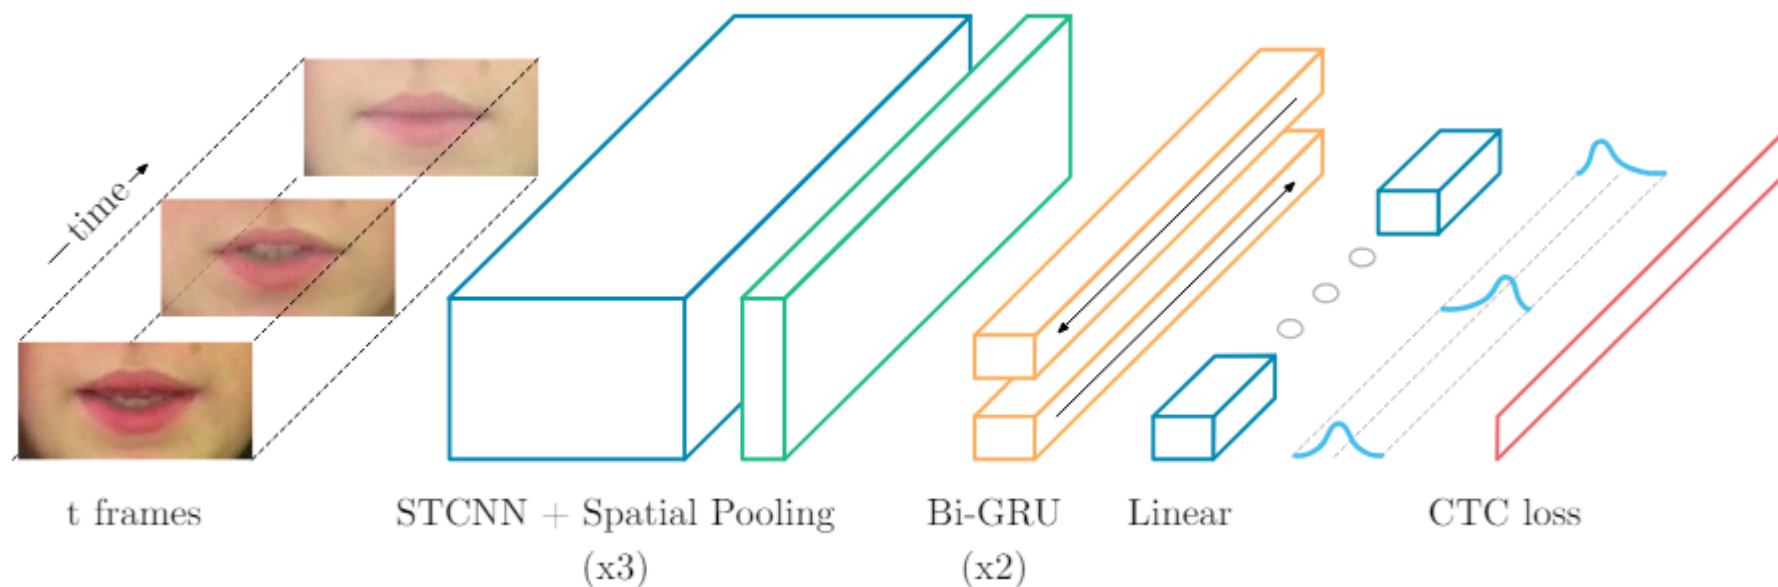 time
t frames
STCNN + Spatial Pooling
(x3)
Bi-GRU
(x2)
Linear
CTC loss